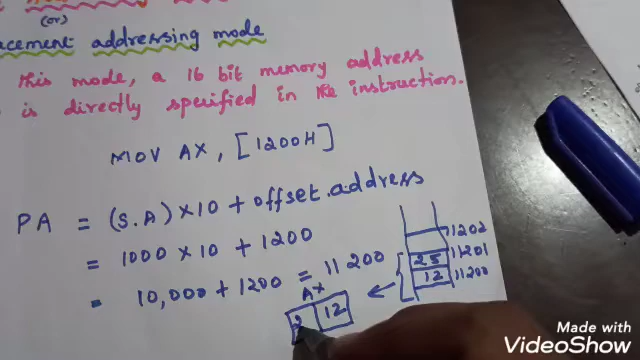 (or)
acement addressing mode
this mode, a 16 bit memory address
is directly specified in the instruction.
MOV AX, [1200H]
PA = (S.A) × 10 + offset.address
= 1000 × 10 + 1200
= 10,000 + 1200 = 11200
11202
25 11201
12 11200
AX
2 12
Made with
VideoShow